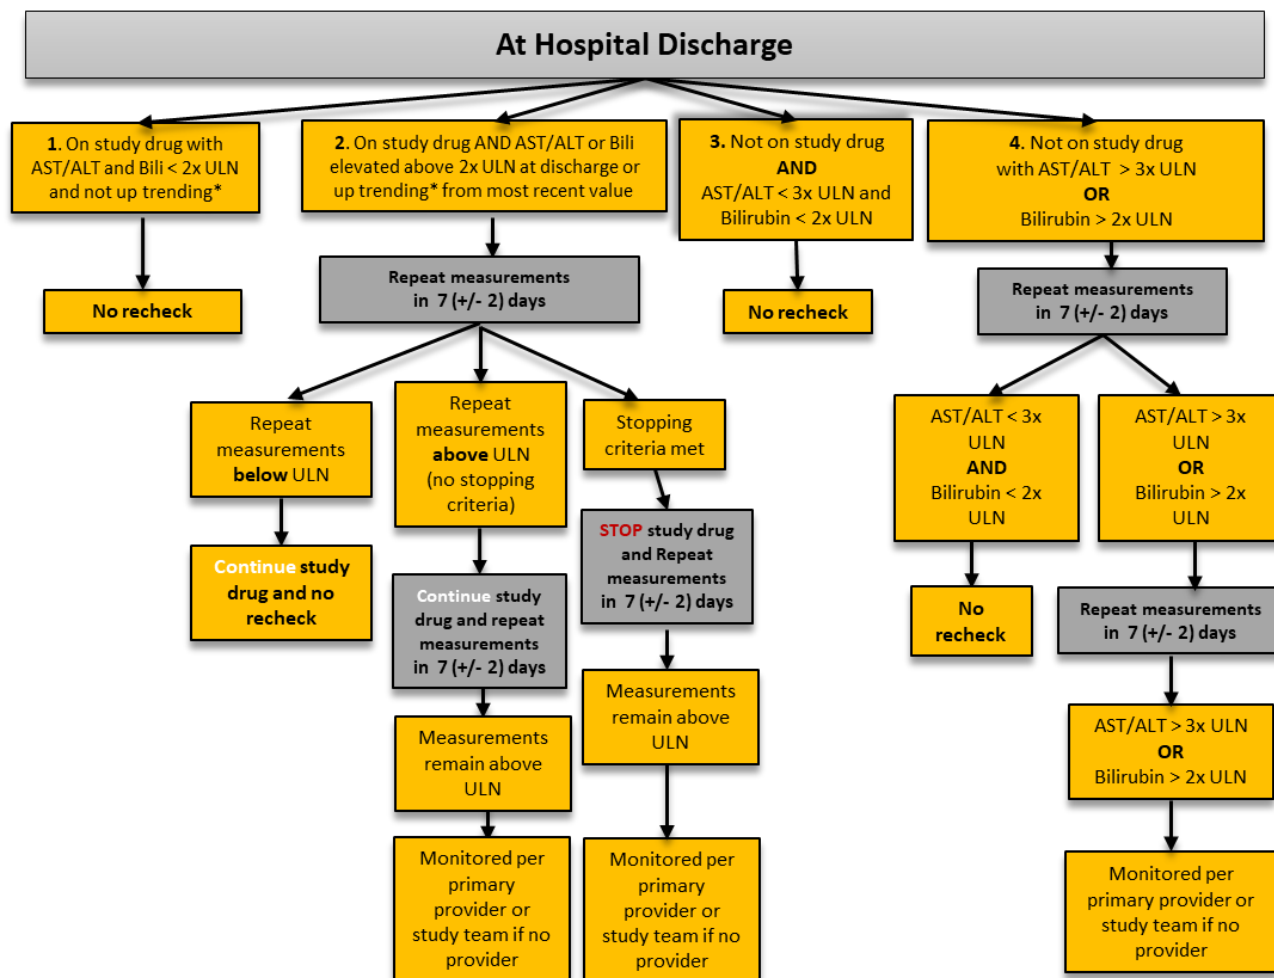 At Hospital Discharge
1. On study drug with
AST/ALT and Bili < 2x ULN
and not up trending*
No recheck
2. On study drug AND AST/ALT or Bili
elevated above 2x ULN at discharge or
up trending* from most recent value
Repeat measurements
in 7 (+/- 2) days
Repeat
measurements
below ULN
Continue study
drug and no
recheck
Repeat
measurements
above ULN
(no stopping
criteria)
Continue study
drug and repeat
measurements
in 7 (+/- 2) days
Measurements
remain above
ULN
Monitored per
primary
provider or
study team if no
provider
Stopping
criteria met
STOP study drug
and Repeat
measurements
in 7 (+/- 2) days
Measurements
remain above
ULN
Monitored per
primary
provider or
study team if no
provider
3. Not on study drug
AND
AST/ALT < 3x ULN and
Bilirubin < 2x ULN
No recheck
4. Not on study drug
with AST/ALT > 3x ULN
OR
Bilirubin > 2x ULN
Repeat measurements
in 7 (+/- 2) days
AST/ALT < 3x
ULN
AND
Bilirubin < 2x
ULN
No
recheck
AST/ALT > 3x
ULN
OR
Bilirubin > 2x
ULN
Repeat measurements
in 7 (+/- 2) days
AST/ALT > 3x ULN
OR
Bilirubin > 2x ULN
Monitored per
primary provider or
study team if no
provider